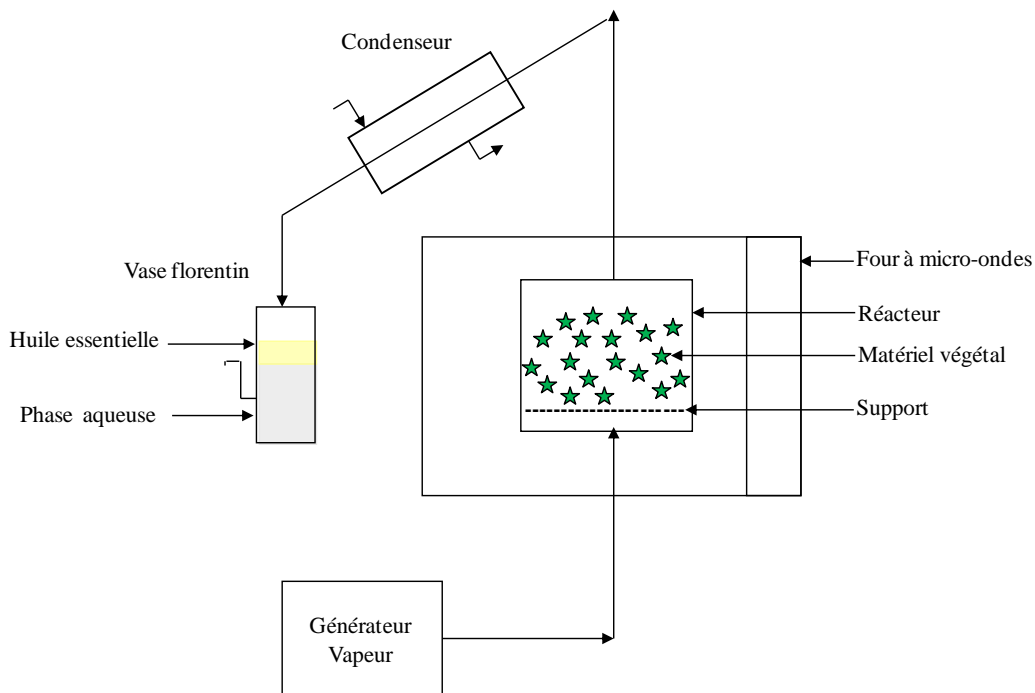 Condenseur
Vase florentin
Huile essentielle
Phase aqueuse
Four à micro-ondes
Réacteur
Matériel végétal
Support
Générateur
Vapeur